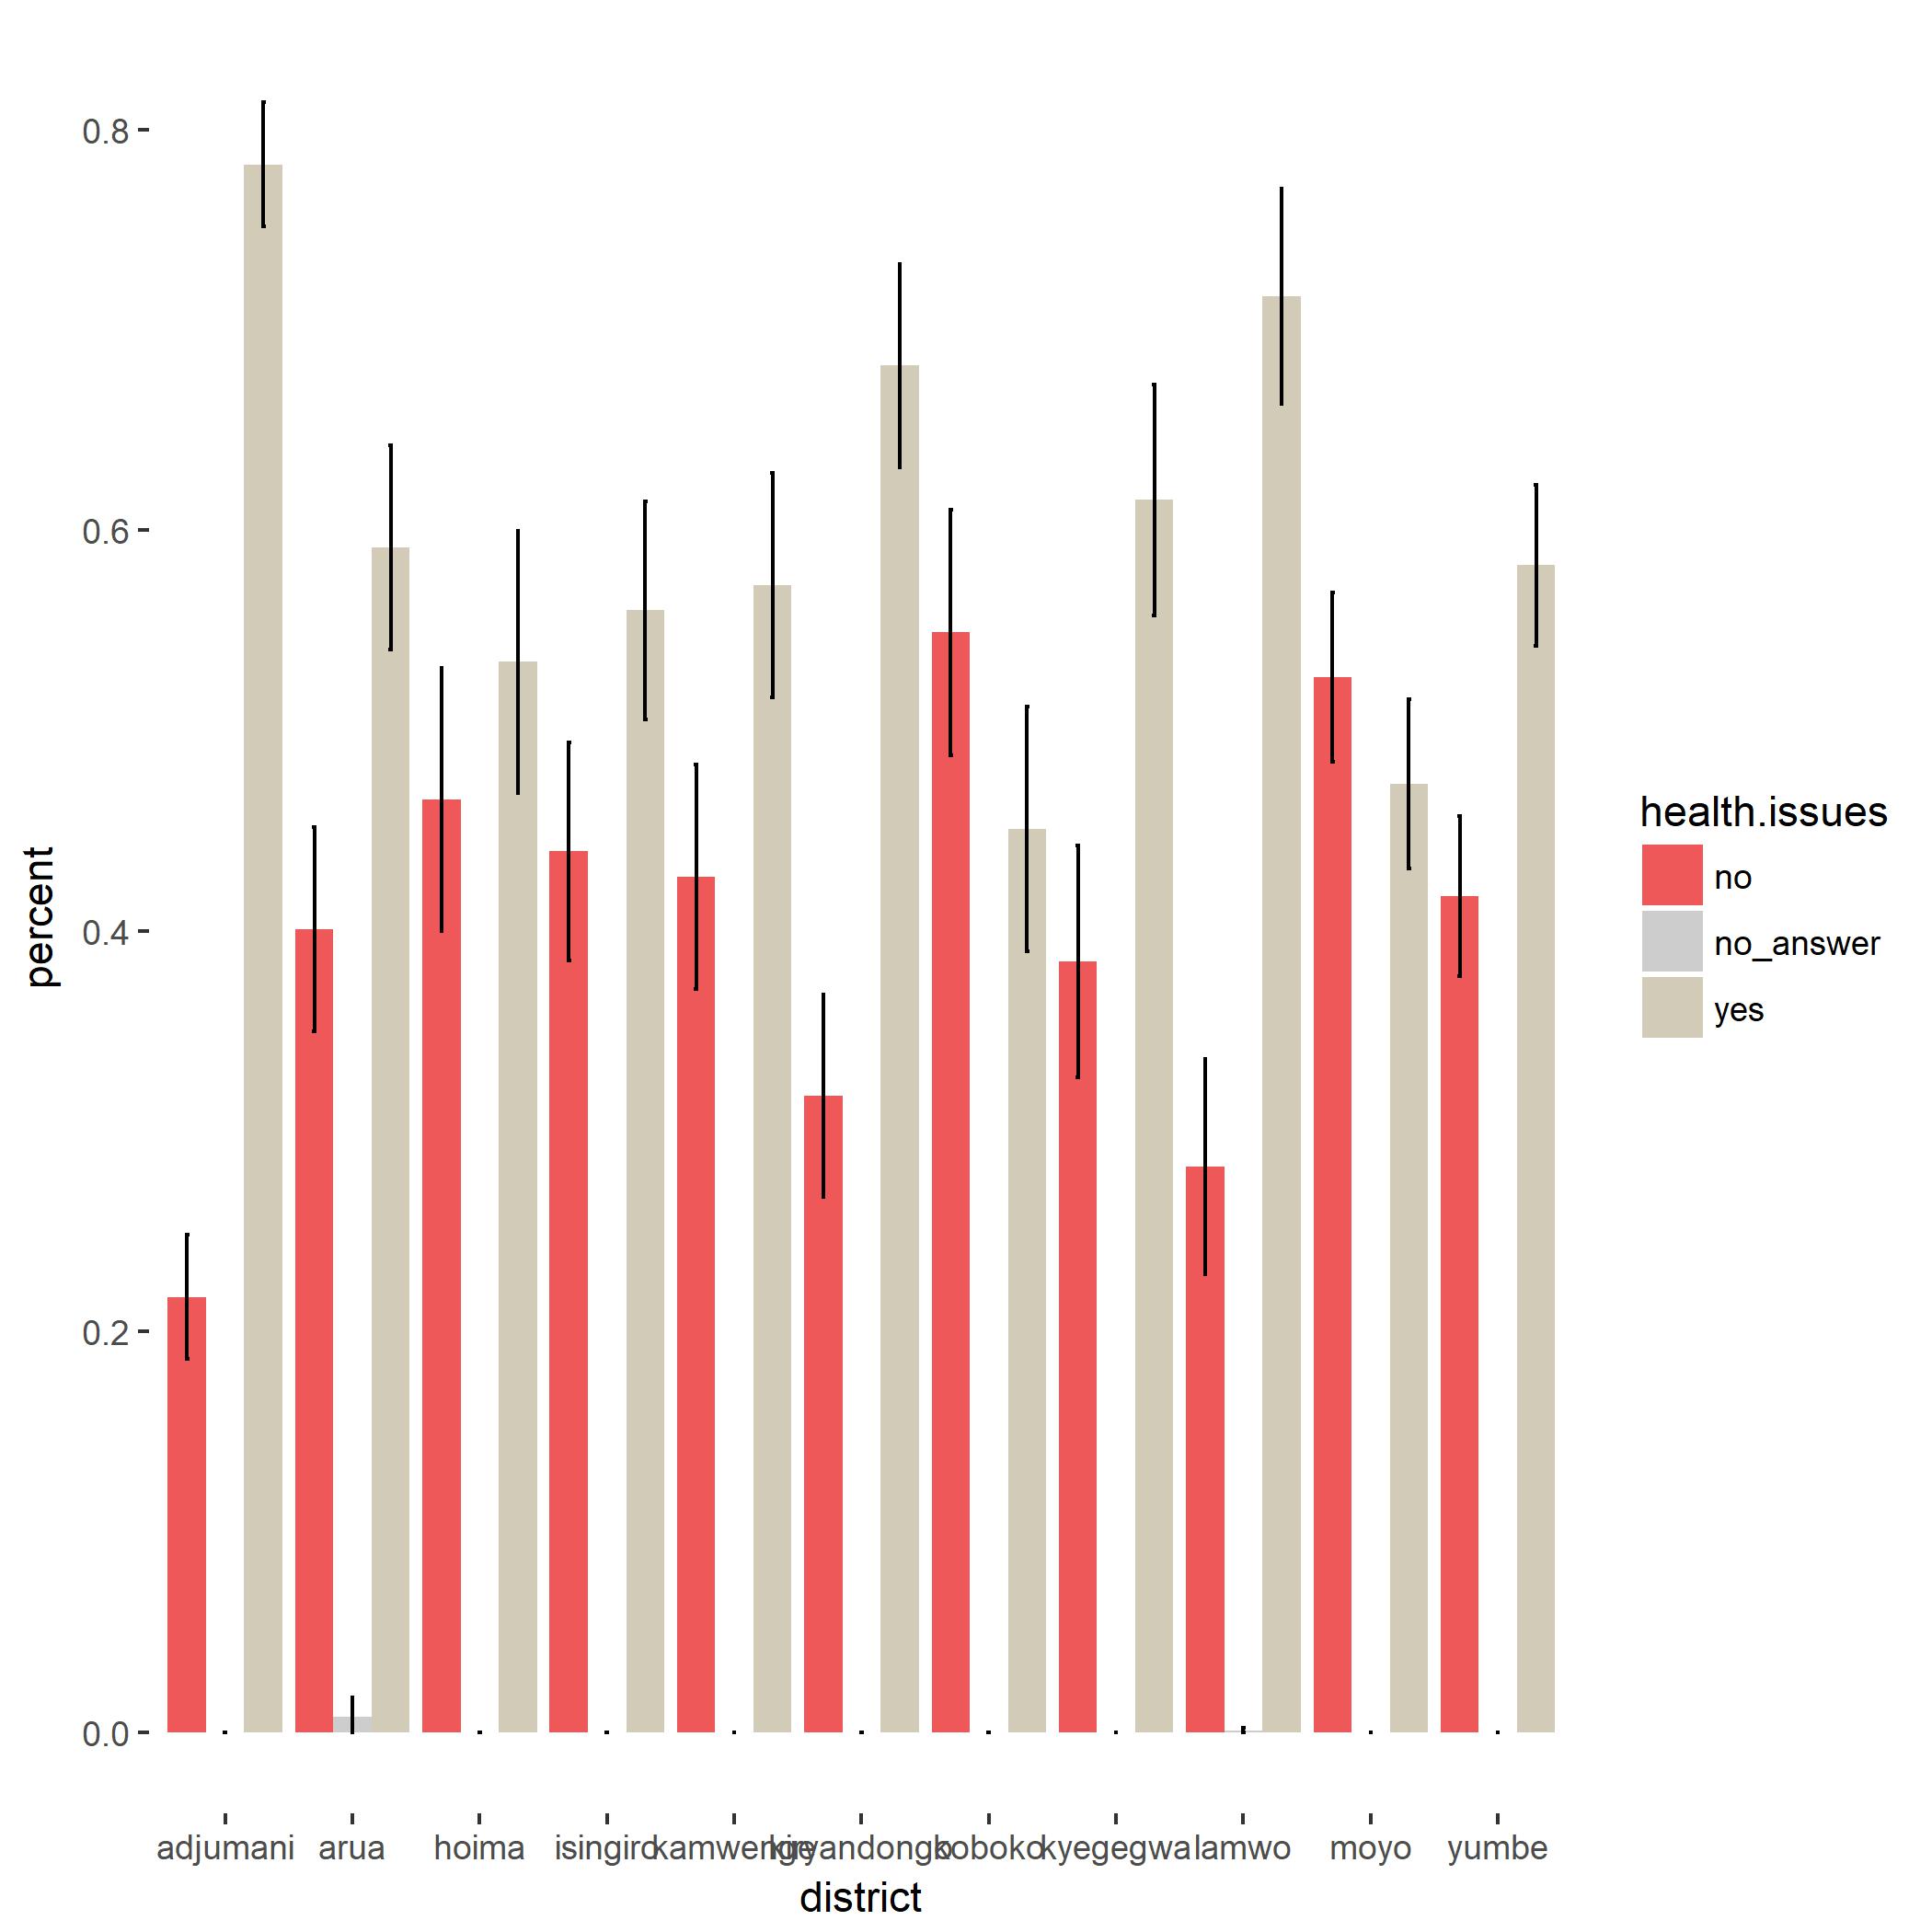 percent
0.8
0.6
0.4
0.2
0.0
adjumani arua hoima isingiro kamwenge kiryandongo koboko kyegegwa lamwo moyo yumbe
district
health.issues
no
no_answer
yes